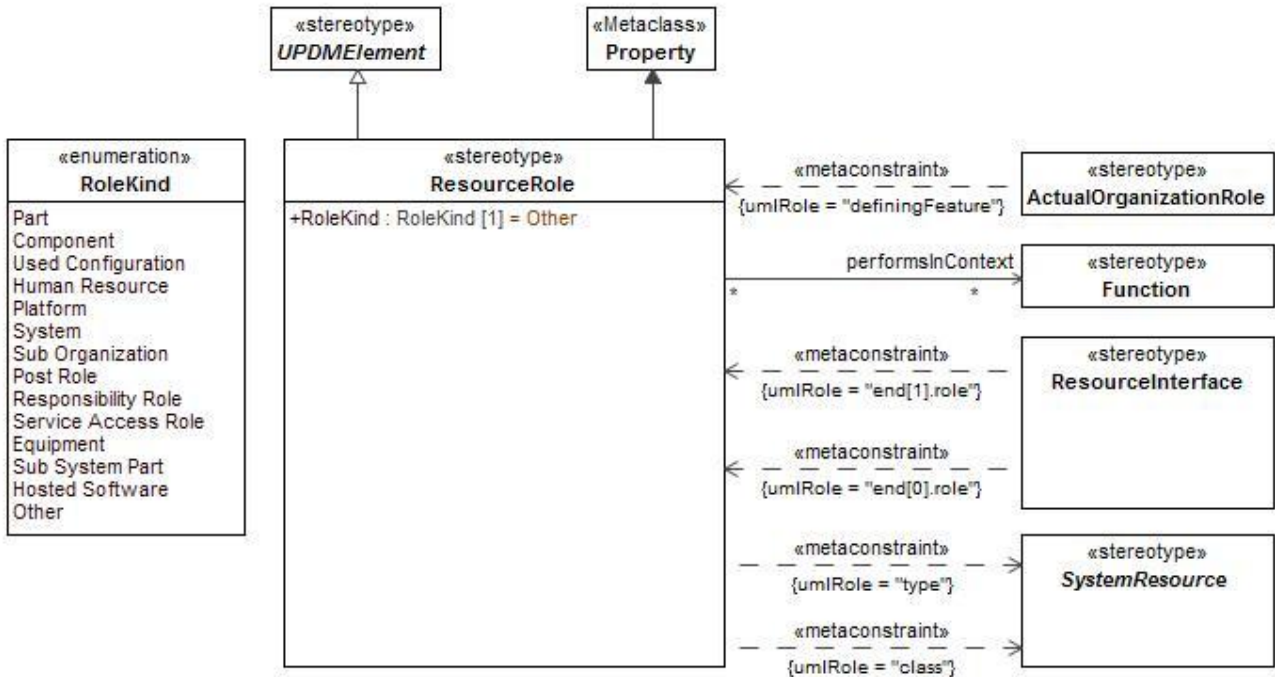 «stereotype»
UPDMElement
«Metaclass»
Property
«enumeration»
RoleKind
Part
Component
Used Configuration
Human Resource
Platform
System
Sub Organization
Post Role
Responsibility Role
Service Access Role
Equipment
Sub System Part
Hosted Software
Other
«stereotype»
ResourceRole
+RoleKind : RoleKind [1] = Other
«metaconstraint»
{umlRole = "definingFeature"}
«stereotype»
ActualOrganizationRole
performsInContext
* *
«stereotype»
Function
«metaconstraint»
{umlRole = "end[1].role"}
«metaconstraint»
{umlRole = "end[0].role"}
«stereotype»
ResourceInterface
«metaconstraint»
{umlRole = "type"}
«metaconstraint»
{umlRole = "class"}
«stereotype»
SystemResource